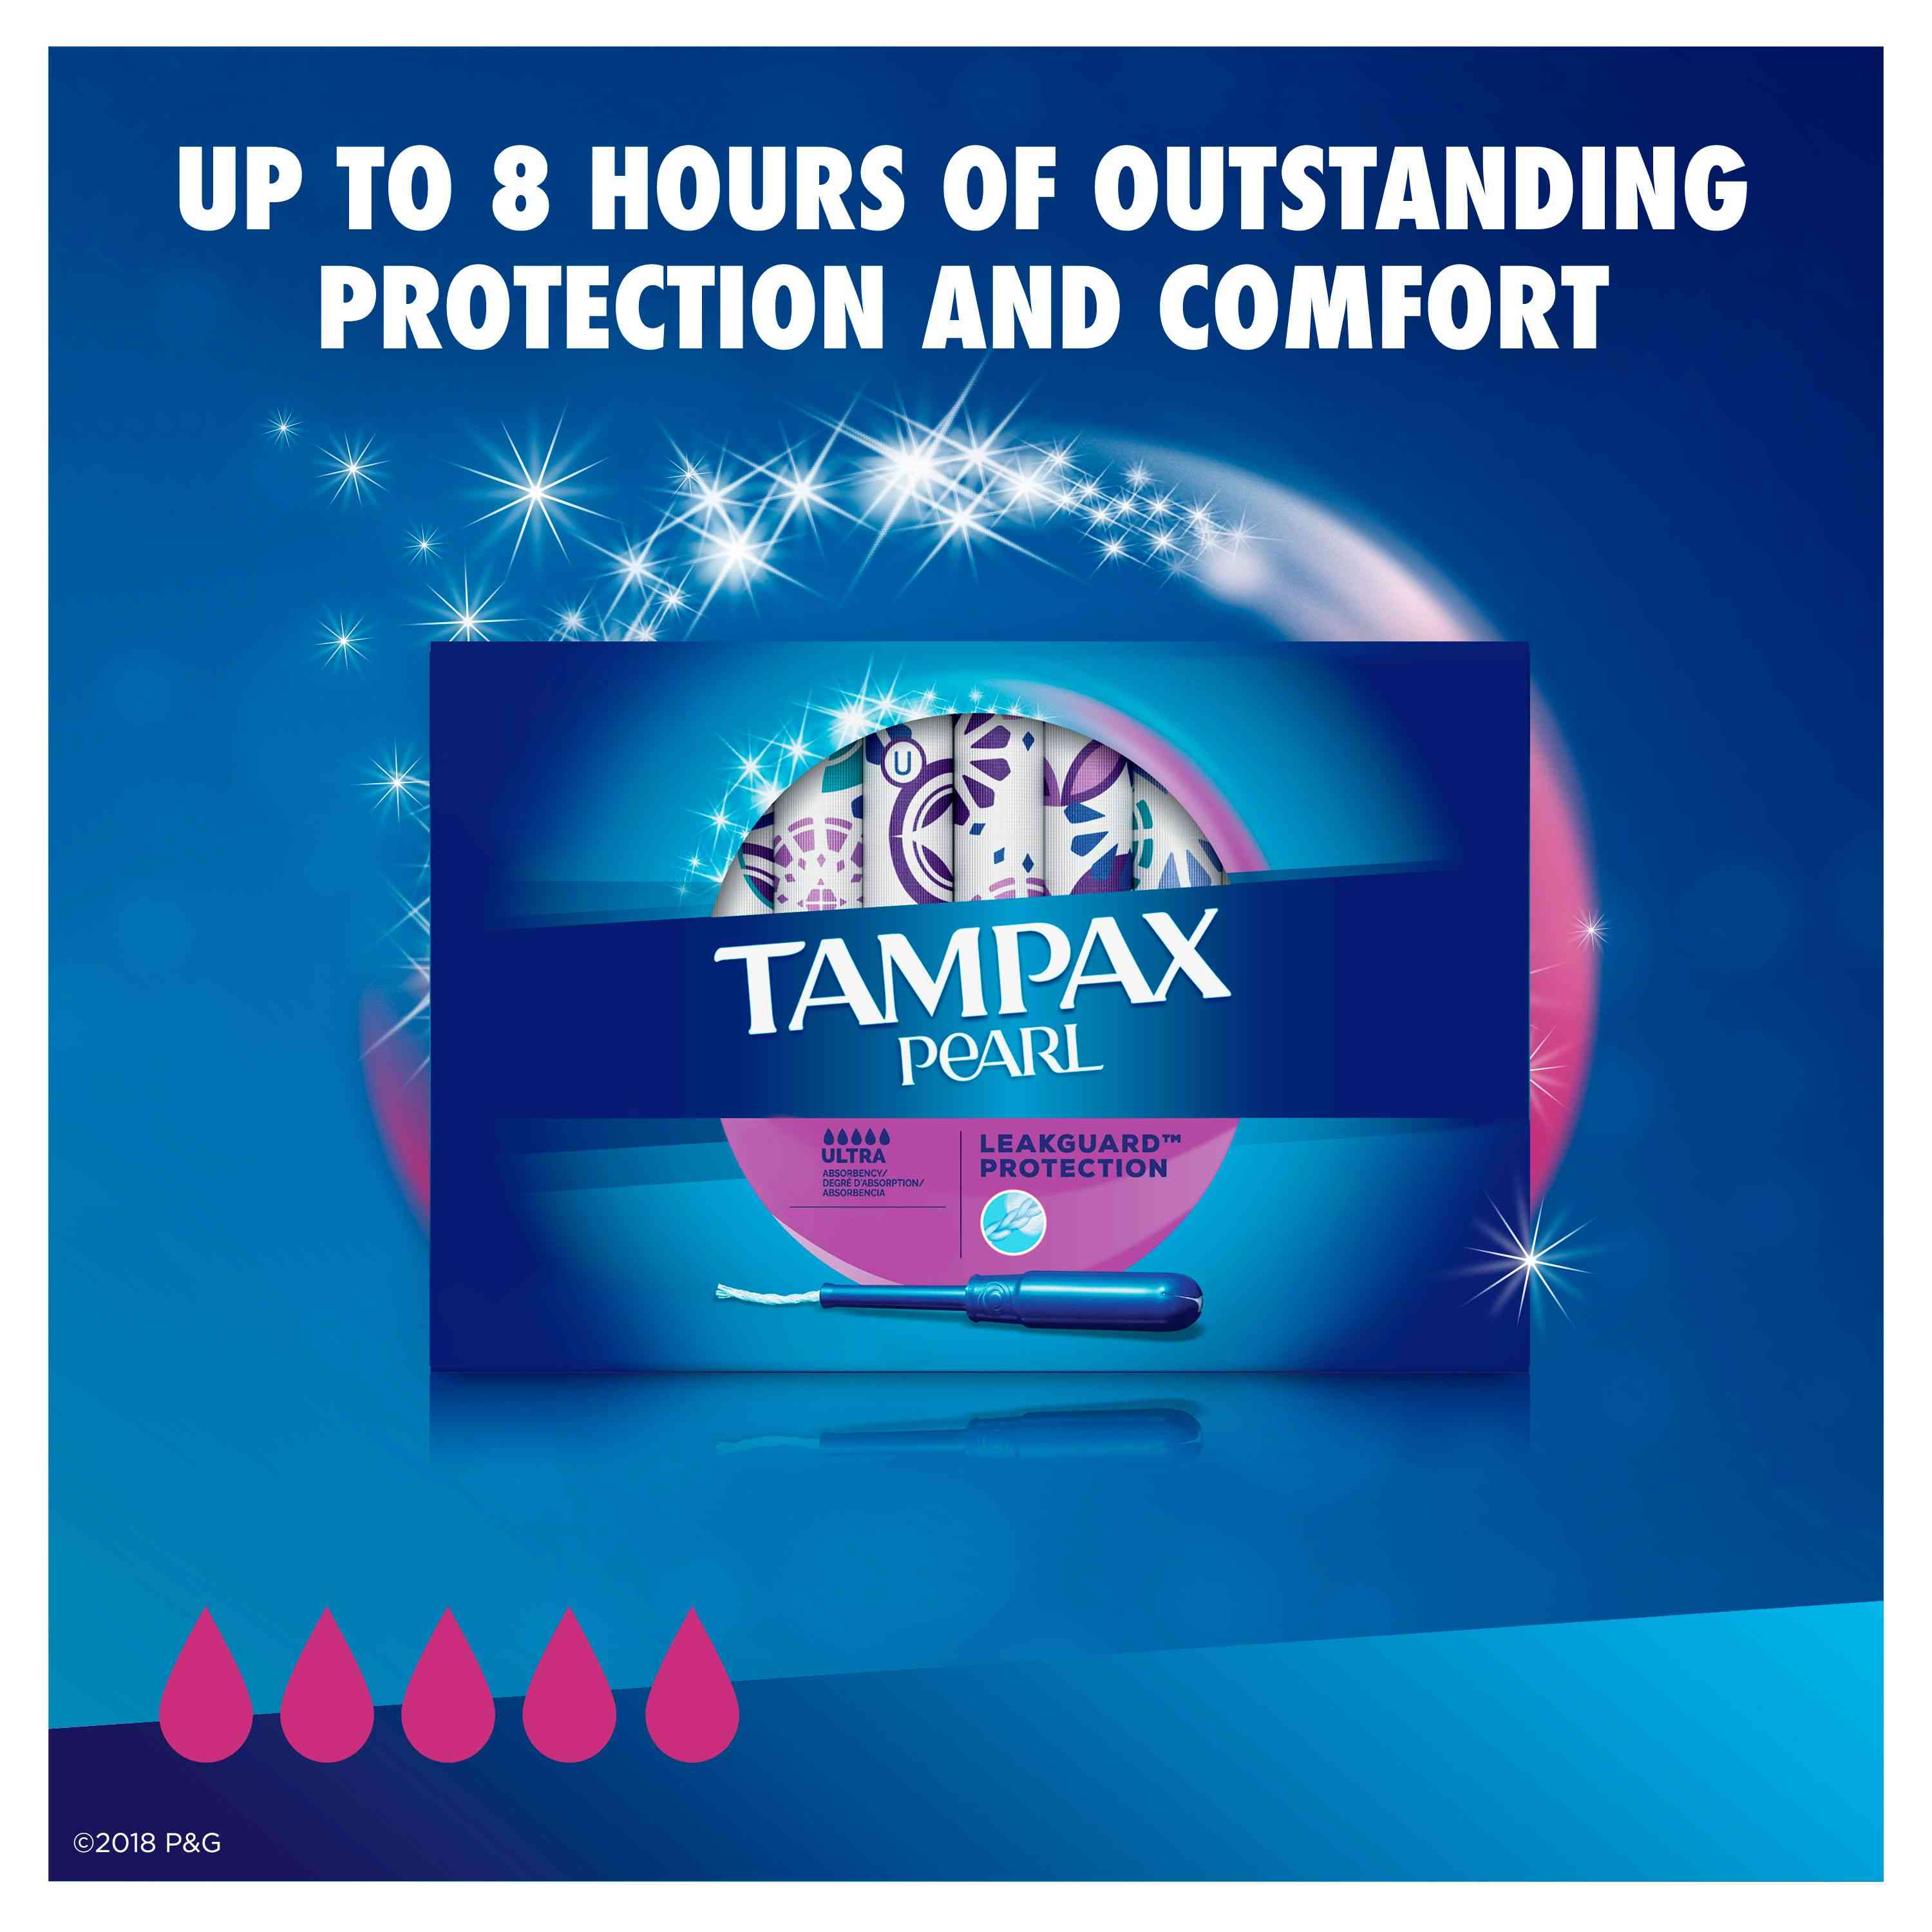 UP TO 8 HOURS OF OUTSTANDING
PROTECTION AND COMFORT
U
TAMPAX
PeARL
ULTRA
ABSORBENCY/
DEGRÉ D'ABSORPTION/
ABSORBENCIA
LEAKGUARD™
PROTECTION
©2018 P&G